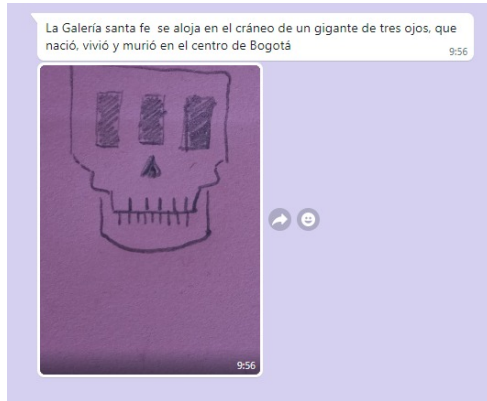 La Galería santa fe  se aloja en el cráneo de un gigante de tres ojos, que
nació, vivió y murió en el centro de Bogotá
9:56
9:56